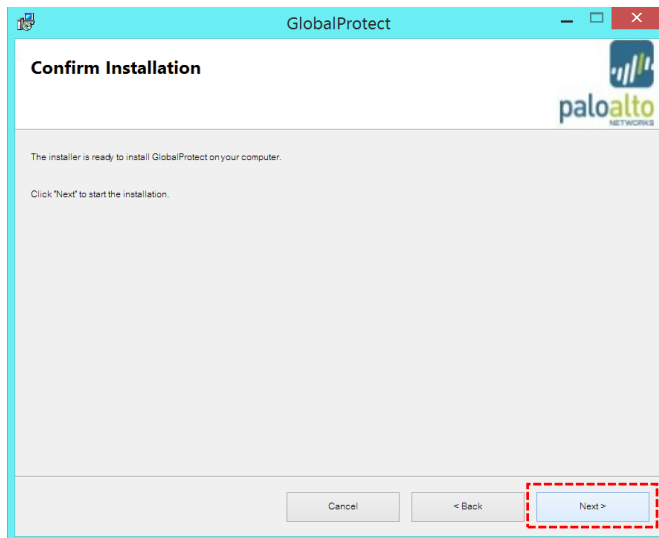 GlobalProtect
Confirm Installation
paloalto
NETWORKS
The installer is ready to install GlobalProtect on your computer.
Click "Next" to start the installation.
Cancel
< Back
Next >